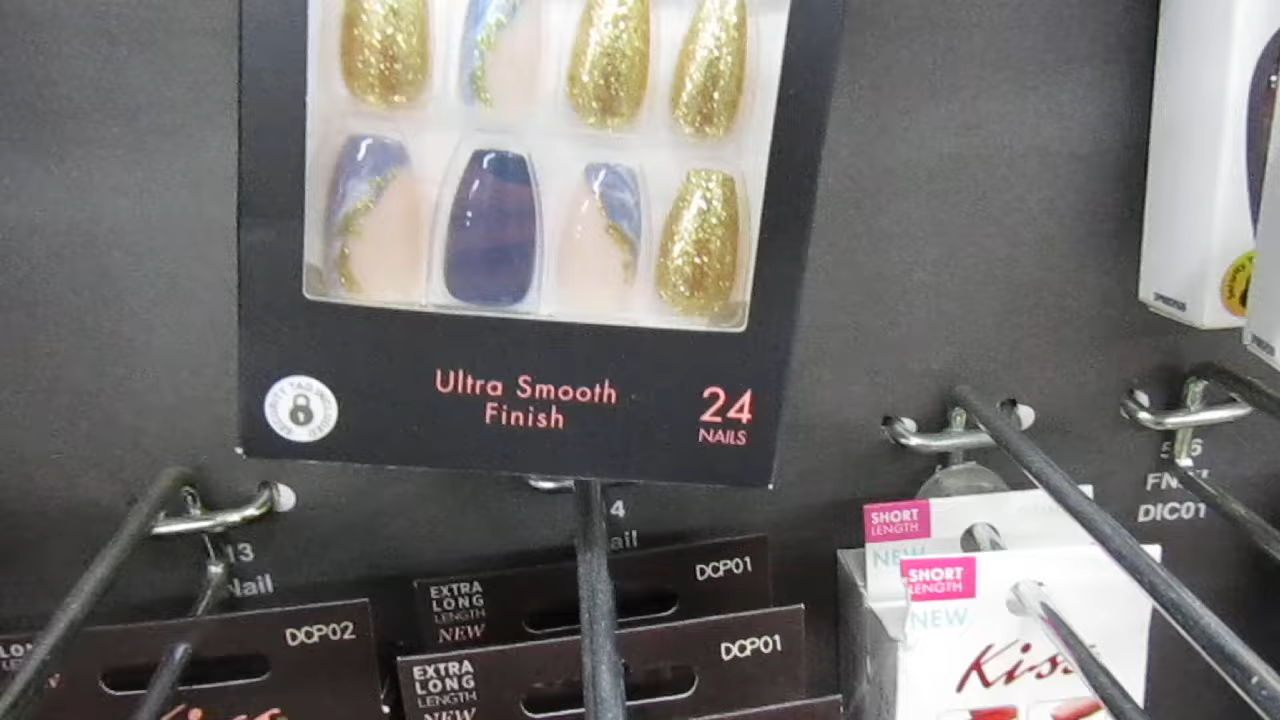 Ultra Smooth
Finish
24
NAILS
13
Nail
4
ail
DCP02
EXTRA
LONG
LENGTH
NEW
DCP01
EXTRA
LONG
LENGTH
NEW
DCP01
SHORT
LENGTH
NEW
SHORT
LENGTH
NEW
Kiss
DIC01